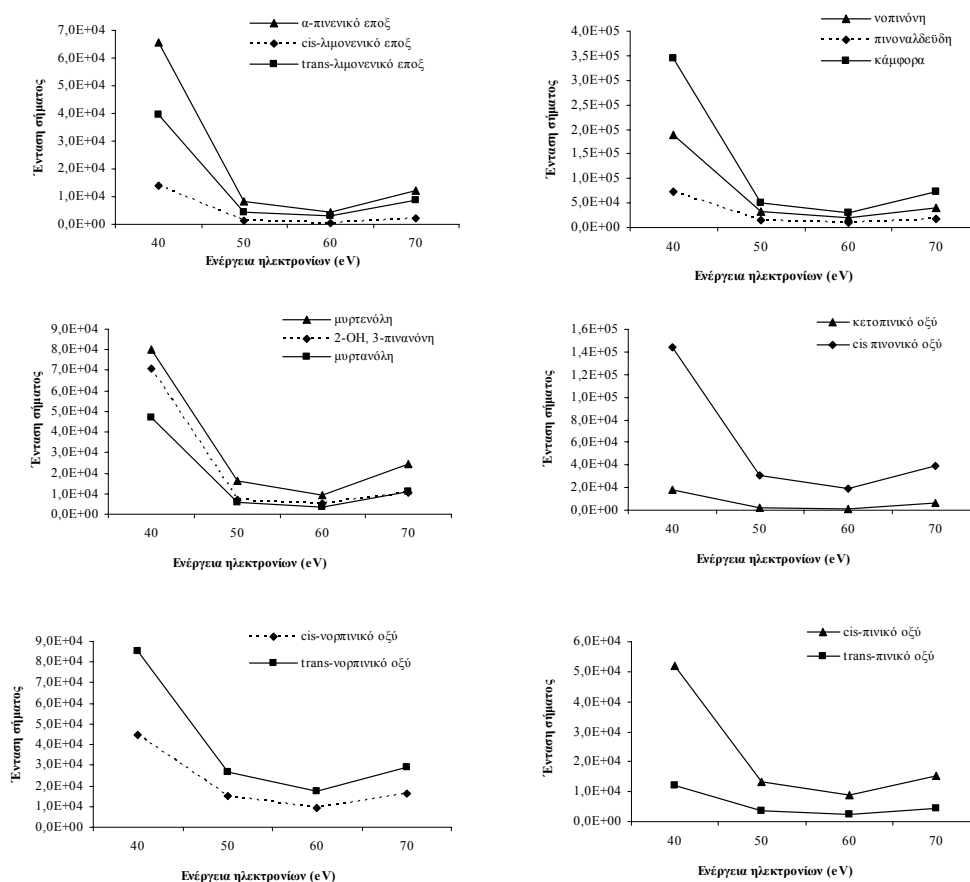 α-πινενικό εποξ
cis-λιμονενικό εποξ
trans-λιμονενικό εποξ
Ένταση σήματος
7,0E+04
6,0E+04
5,0E+04
4,0E+04
3,0E+04
2,0E+04
1,0E+04
0,0E+00
40 50 60 70
Ενέργεια ηλεκτρονίων (eV)
νοπινόνη
πινοναλδεϋδη
κάμφορα
Ένταση σήματος
4,0E+05
3,5E+05
3,0E+05
2,5E+05
2,0E+05
1,5E+05
1,0E+05
5,0E+04
0,0E+00
40 50 60 70
Ενέργεια ηλεκτρονίων (eV)
μυρτενόλη
2-OH, 3-πινανόνη
μυρτανόλη
Ένταση σήματος
9,0E+04
8,0E+04
7,0E+04
6,0E+04
5,0E+04
4,0E+04
3,0E+04
2,0E+04
1,0E+04
0,0E+00
40 50 60 70
Ενέργεια ηλεκτρονίων (eV)
κετοπινικό οξύ
cis πινονικό οξύ
Ένταση σήματος
1,6E+05
1,4E+05
1,2E+05
1,0E+05
8,0E+04
6,0E+04
4,0E+04
2,0E+04
0,0E+00
40 50 60 70
Ενέργεια ηλεκτρονίων (eV)
cis-νορπινικό οξύ
trans-νορπινικό οξύ
Ένταση σήματος
9,0E+04
8,0E+04
7,0E+04
6,0E+04
5,0E+04
4,0E+04
3,0E+04
2,0E+04
1,0E+04
0,0E+00
40 50 60 70
Ενέργεια ηλεκτρονίων (eV)
cis-πινικό οξύ
trans-πινικό οξύ
Ένταση σήματος
6,0E+04
5,0E+04
4,0E+04
3,0E+04
2,0E+04
1,0E+04
0,0E+00
40 50 60 70
Ενέργεια ηλεκτρονίων (eV)